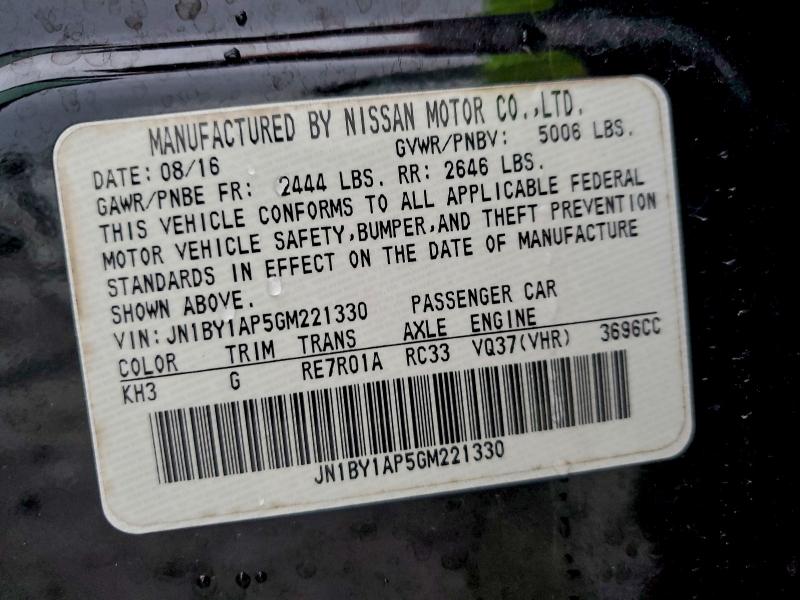 MANUFACTURED BY NISSAN MOTOR CO.,LTD.
DATE: 08/16 GVWR/PNBV: 5006 LBS.
GAWR/PNBE FR: 2444 LBS. RR: 2646 LBS.
THIS VEHICLE CONFORMS TO ALL APPLICABLE FEDERAL
MOTOR VEHICLE SAFETY,BUMPER,AND THEFT PREVENTION
STANDARDS IN EFFECT ON THE DATE OF MANUFACTURE
SHOWN ABOVE.
VIN: JN1BY1AP5GM221330 PASSENGER CAR
COLOR TRIM TRANS AXLE ENGINE
KH3 G RE7R01A RC33 VQ37(VHR) 3696CC
JN1BY1AP5GM221330